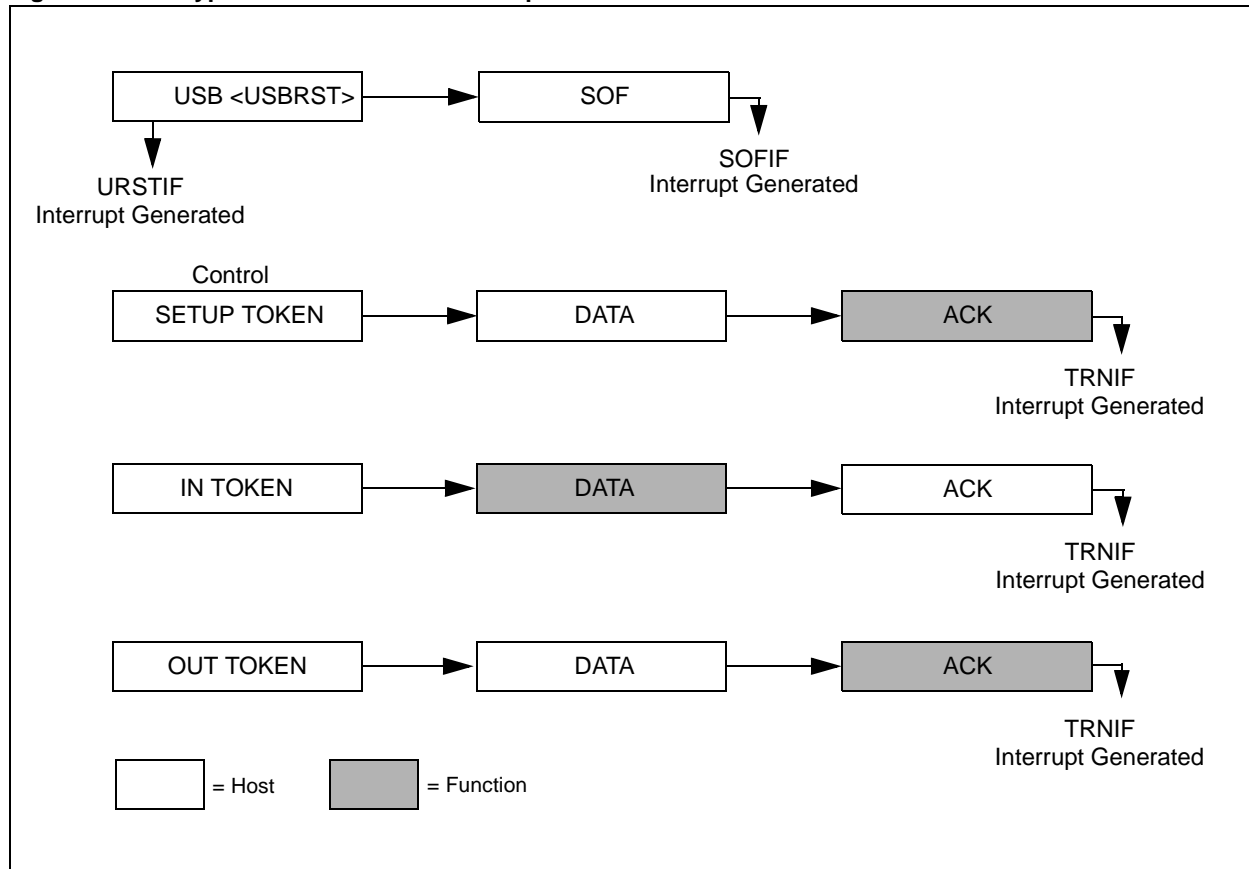 USB <USBRST>
SOF
URSTIF
Interrupt Generated
SOFIF
Interrupt Generated
Control
SETUP TOKEN
DATA
ACK
TRNIF
Interrupt Generated
IN TOKEN
DATA
ACK
TRNIF
Interrupt Generated
OUT TOKEN
DATA
ACK
TRNIF
Interrupt Generated
= Host
= Function